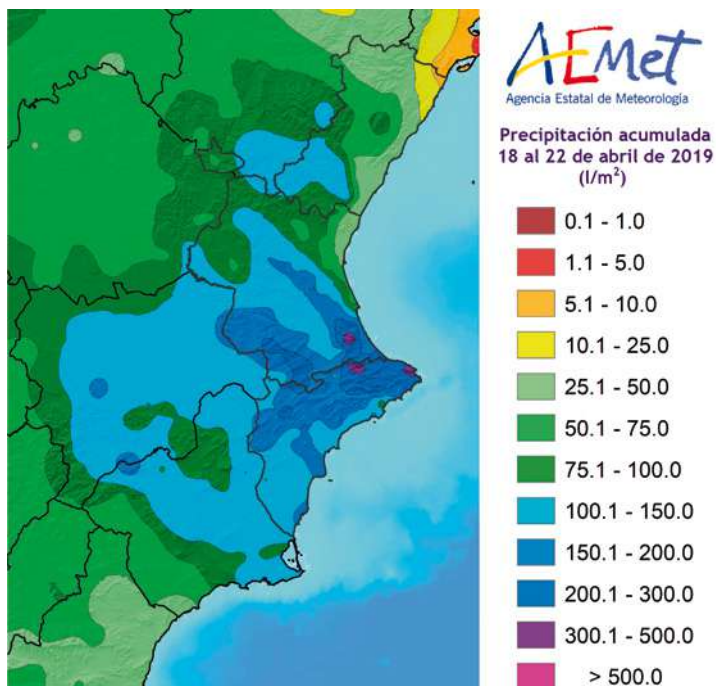 AEMet
Agencia Estatal de Meteorología
Precipitación acumulada
18 al 22 de abril de 2019
(l/m²)
0.1 - 1.0
1.1 - 5.0
5.1 - 10.0
10.1 - 25.0
25.1 - 50.0
50.1 - 75.0
75.1 - 100.0
100.1 - 150.0
150.1 - 200.0
200.1 - 300.0
300.1 - 500.0
> 500.0